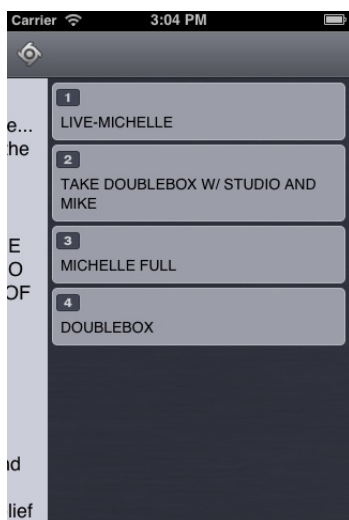 Carrier 3:04 PM
1
LIVE-MICHELLE
2
TAKE DOUBLEBOX W/ STUDIO AND
MIKE
3
MICHELLE FULL
4
DOUBLEBOX
e...
he
E
O
OF
nd
lief